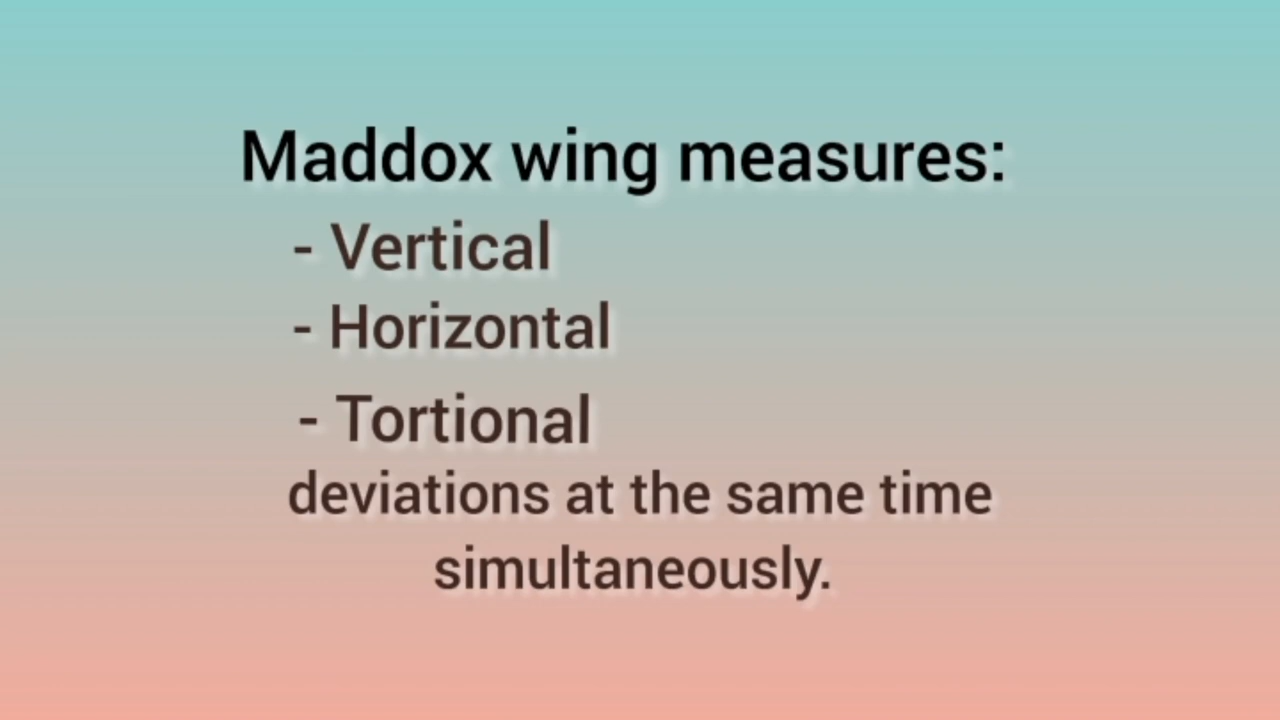 Maddox wing measures:
- Vertical
- Horizontal
- Tortional
deviations at the same time
simultaneously.